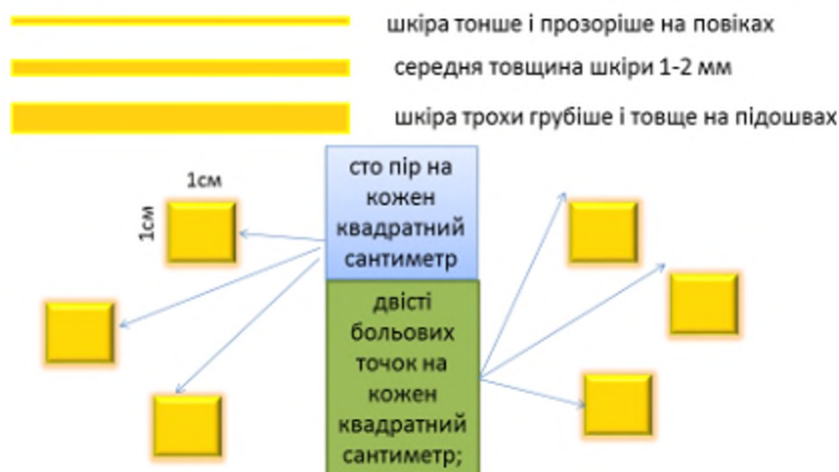 шкіра тонше і прозоріше на повіках
середня товщина шкіри 1-2 мм
шкіра трохи грубіше і товще на підошвах
1см
1см
сто пір на
кожен
квадратний
сантиметр
двісті
больових
точок на
кожен
квадратний
сантиметр;